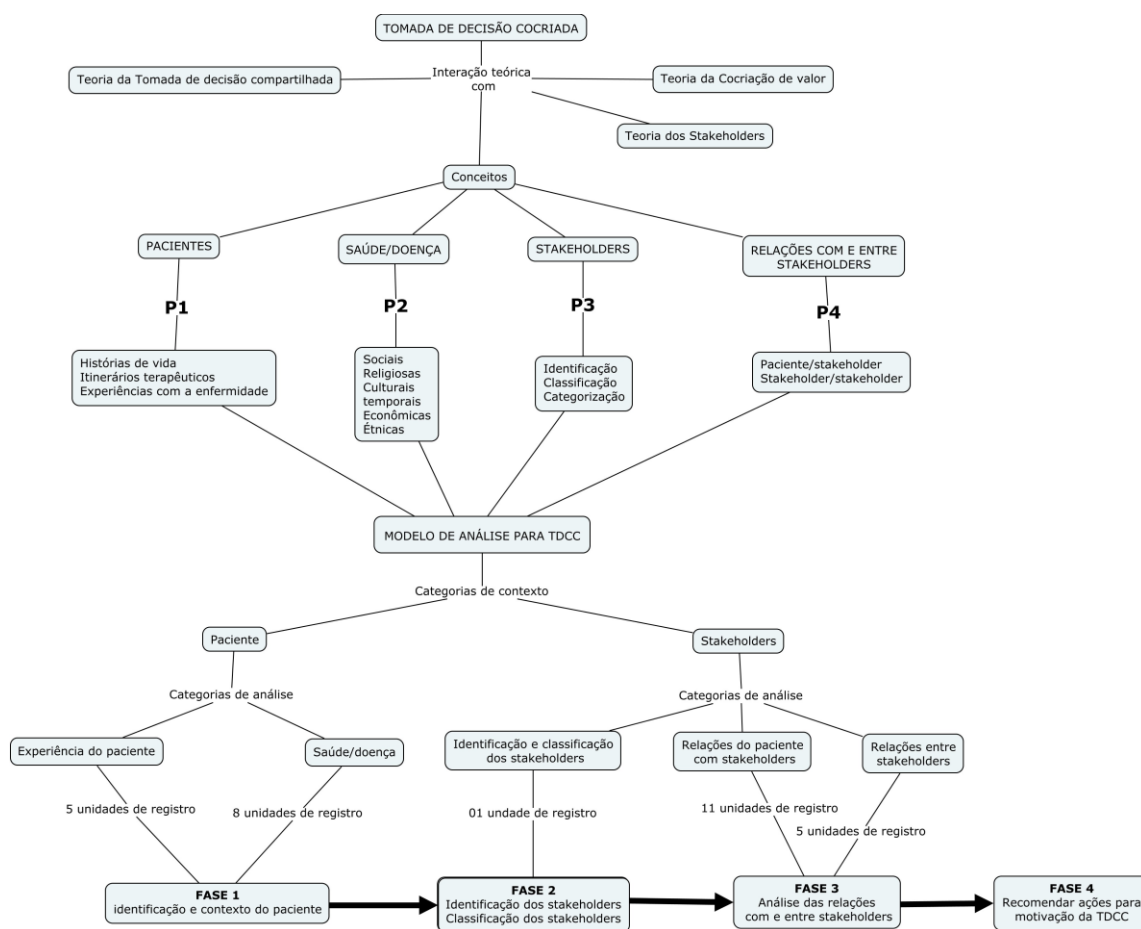 TOMADA DE DECISÃO COCRIADA
Teoria da Tomada de decisão compartilhada
Interação teórica
com
Teoria da Cocriação de valor
Teoria dos Stakeholders
Conceitos
PACIENTES
SAÚDE/DOENÇA
STAKEHOLDERS
RELAÇÕES COM E ENTRE
STAKEHOLDERS
P1
P2
P3
P4
Histórias de vida
Itinerários terapêuticos
Experiências com a enfermidade
Sociais
Religiosas
Culturais
temporais
Econômicas
Étnicas
Identificação
Classificação
Categorização
Paciente/stakeholder
Stakeholder/stakeholder
MODELO DE ANÁLISE PARA TDCC
Categorias de contexto
Paciente
Stakeholders
Categorias de análise
Categorias de análise
Experiência do paciente
Saúde/doença
Identificação e classificação
dos stakeholders
Relações do paciente
com stakeholders
Relações entre
stakeholders
5 unidades de registro
8 unidades de registro
01 undade de registro
11 unidades de registro
5 unidades de registro
FASE 1
identificação e contexto do paciente
FASE 2
Identificação dos stakeholders
Classificação dos stakeholders
FASE 3
Análise das relações
com e entre stakeholders
FASE 4
Recomendar ações para
motivação da TDCC